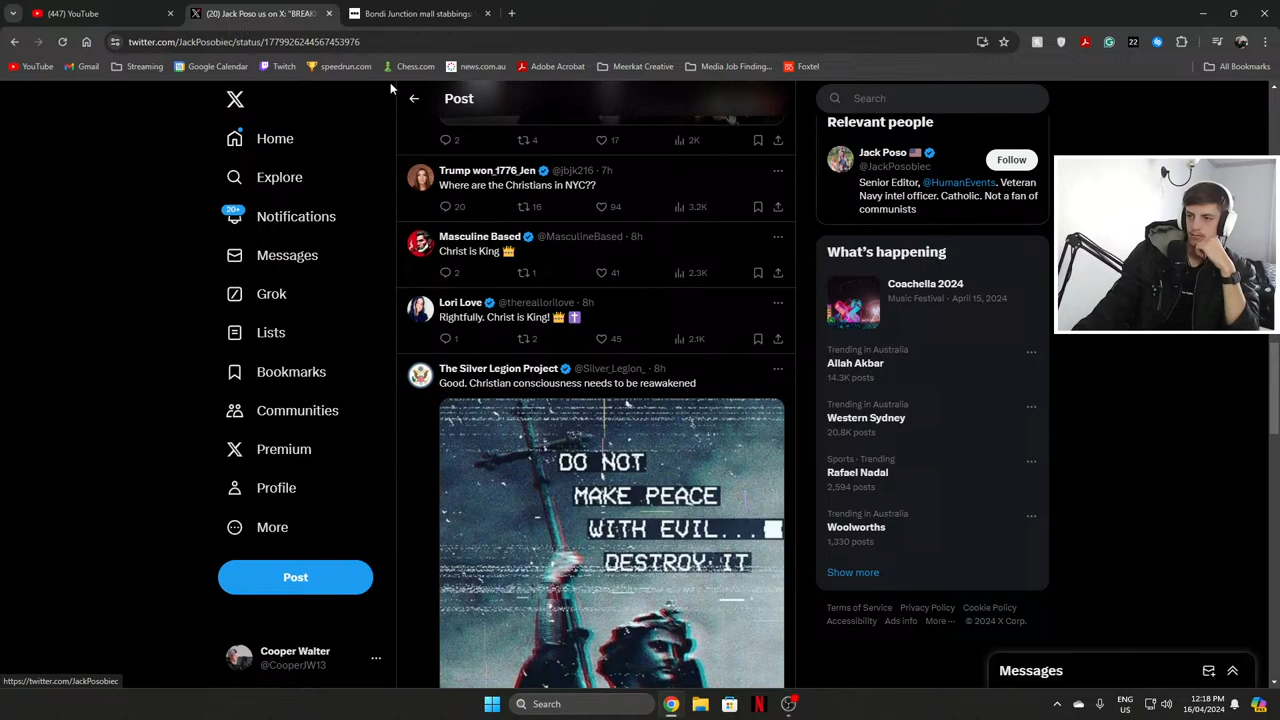 (447) YouTube
(20) Jack Poso us on X: "BREAK
Bondi Junction mall stabbings:
twitter.com/JackPosobiec/status/1779926244567453976
22
YouTube
Gmail
Streaming
Google Calendar
Twitch
speedrun.com
Chess.com
news.com.au
Adobe Acrobat
Meerkat Creative
Media Job Finding...
Foxtel
All Bookmarks
Home
Explore
20+
Notifications
Messages
Grok
Lists
Bookmarks
Communities
Premium
Profile
More
Post
Cooper Walter
@CooperJW13
https://twitter.com/JackPosobiec
Post
2 4 17 2K
Trump won_1776_Jen @jbjk216 · 7h
Where are the Christians in NYC??
20 16 94 3.2K
Masculine Based @MasculineBased · 8h
Christ is King 👑
2 1 41 2.3K
Lori Love @thereallorilove · 8h
Rightfully. Christ is King! 👑 ✝️
1 2 45 2.1K
The Silver Legion Project @Silver_Legion_ · 8h
Good. Christian consciousness needs to be reawakened
DO NOT
MAKE PEACE
WITH EVIL...
DESTROY IT
Search
Relevant people
Jack Poso 🇺🇸
@JackPosobiec
Follow
Senior Editor, @HumanEvents. Veteran
Navy intel officer. Catholic. Not a fan of
communists
What's happening
Coachella 2024
Music Festival · April 15, 2024
Trending in Australia
Allah Akbar
14.3K posts
Trending in Australia
Western Sydney
20.8K posts
Sports · Trending
Rafael Nadal
2,594 posts
Trending in Australia
Woolworths
1,330 posts
Show more
Terms of Service Privacy Policy Cookie Policy
Accessibility Ads info More ··· © 2024 X Corp.
Messages
Search
ENG
US
12:18 PM
16/04/2024